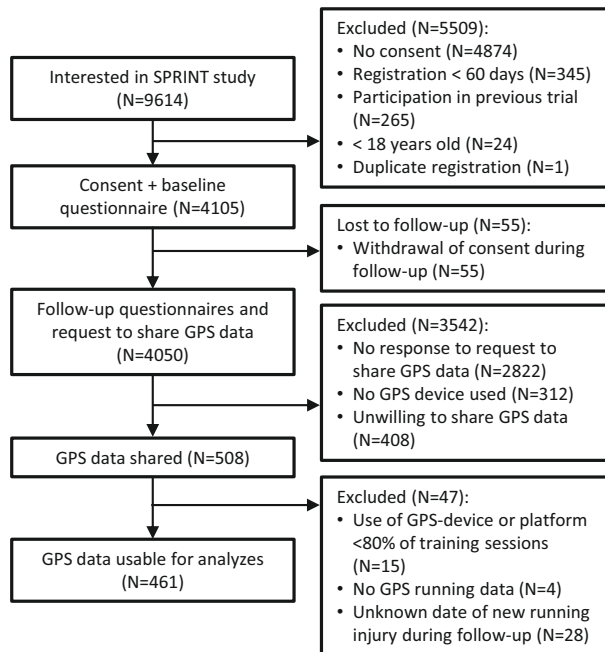 Interested in SPRINT study
(N=9614)
Excluded (N=5509):
• No consent (N=4874)
• Registration < 60 days (N=345)
• Participation in previous trial
(N=265)
• < 18 years old (N=24)
• Duplicate registration (N=1)
Consent + baseline
questionnaire (N=4105)
Lost to follow-up (N=55):
• Withdrawal of consent during
follow-up (N=55)
Follow-up questionnaires and
request to share GPS data
(N=4050)
Excluded (N=3542):
• No response to request to
share GPS data (N=2822)
• No GPS device used (N=312)
• Unwilling to share GPS data
(N=408)
GPS data shared (N=508)
Excluded (N=47):
• Use of GPS-device or platform
<80% of training sessions
(N=15)
• No GPS running data (N=4)
• Unknown date of new running
injury during follow-up (N=28)
GPS data usable for analyzes
(N=461)